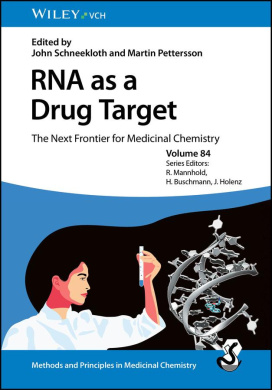 WILEY-VCH
Edited by
John Schneekloth and Martin Pettersson
RNA as a
Drug Target
The Next Frontier for Medicinal Chemistry
Volume 84
Series Editors:
R. Mannhold,
H. Buschmann, J. Holenz
Methods and Principles in Medicinal Chemistry